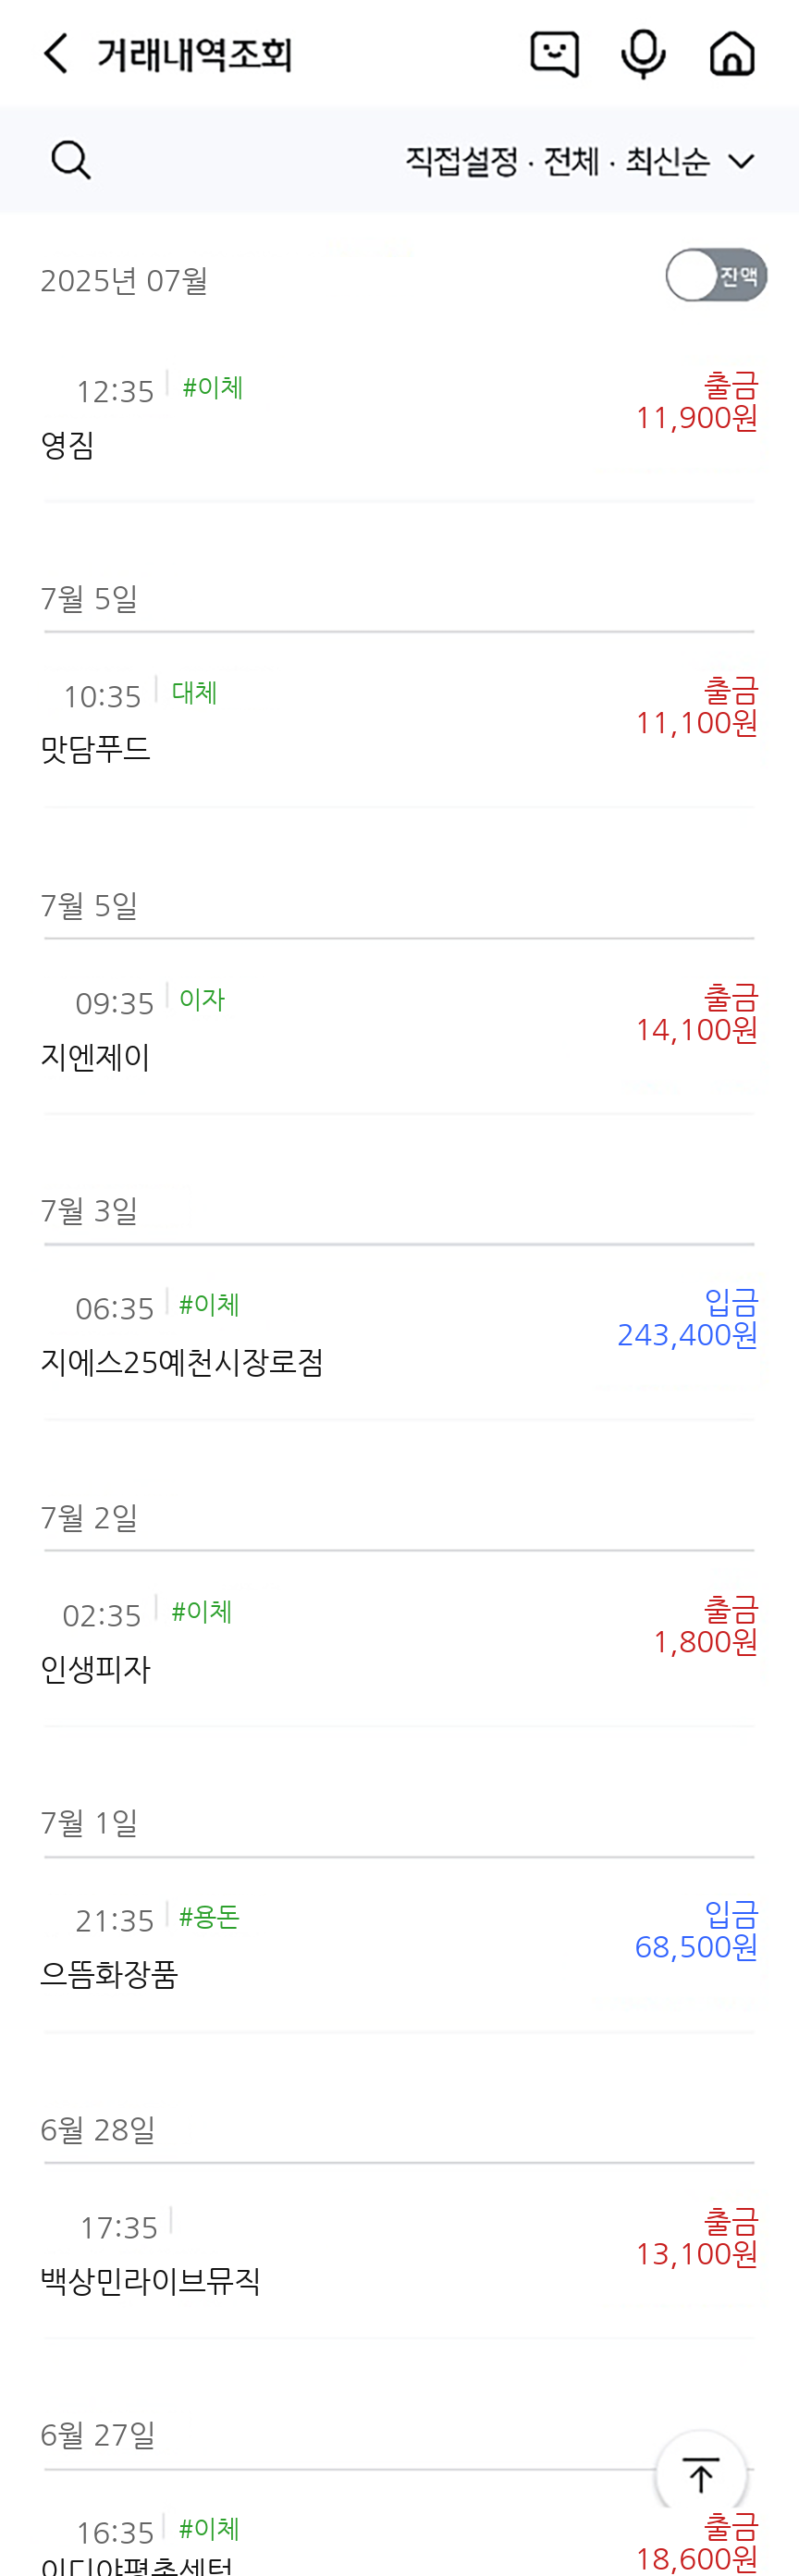 거래내역조회
직접설정 · 전체 · 최신순
2025년 07월
잔액
12:35 #이체 출금
11,900원
영짐
7월 5일
10:35 대체 출금
11,100원
맛담푸드
7월 5일
09:35 이자 출금
14,100원
지엔제이
7월 3일
06:35 #이체 입금
243,400원
지에스25예천시장로점
7월 2일
02:35 #이체 출금
1,800원
인생피자
7월 1일
21:35 #용돈 입금
68,500원
으뜸화장품
6월 28일
17:35 출금
13,100원
백상민라이브뮤직
6월 27일
16:35 #이체 출금
18,600원
이디야평촌센터